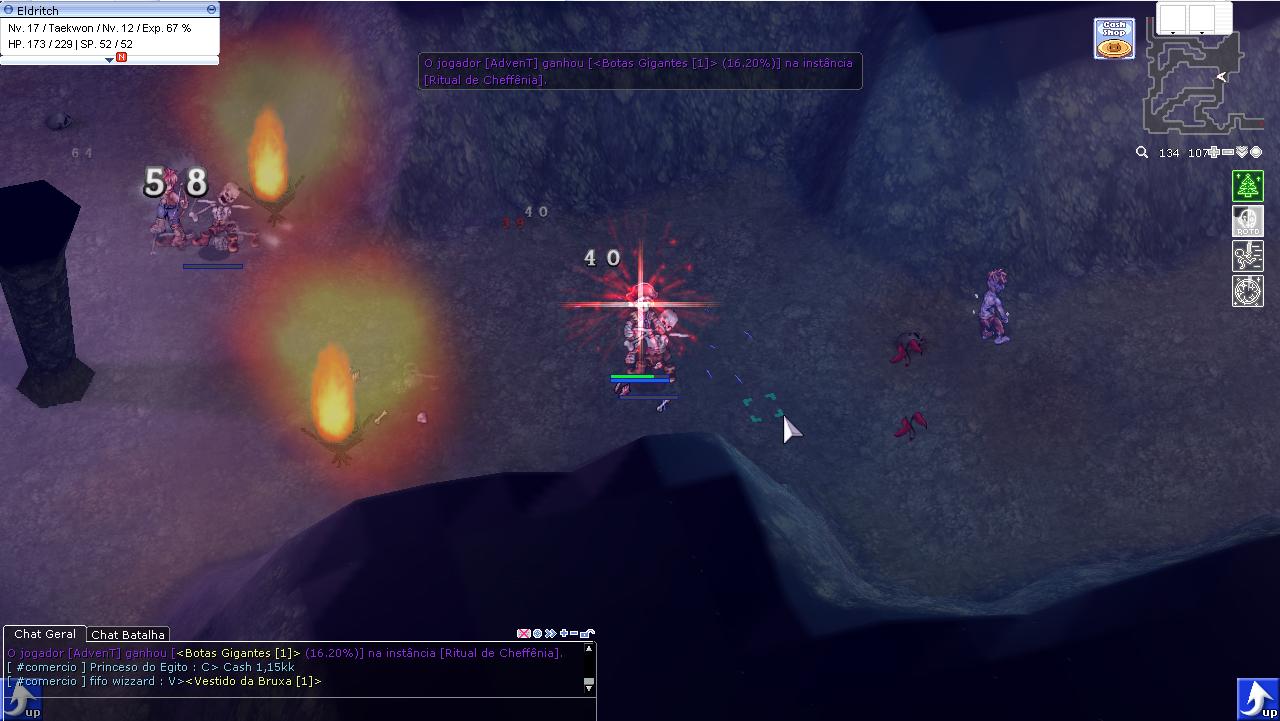 Eldritch
Nv. 17 / Taekwon / Nv. 12 / Exp. 67 %
HP. 173 / 229 | SP. 52 / 52
N
O jogador [AdvenT] ganhou [<Botas Gigantes [1]> (16.20%)] na instância
[Ritual de Cheffênia].
Cash
Shop
134 107
64
58
40
39
40
Chat Geral
Chat Batalha
O jogador [AdvenT] ganhou [<Botas Gigantes [1]> (16.20%)] na instância [Ritual de Cheffênia].
[ #comercio ] Princeso do Egito : C> Cash 1,15kk
[ #comercio ] fifo wizzard : V><Vestido da Bruxa [1]>
up
up